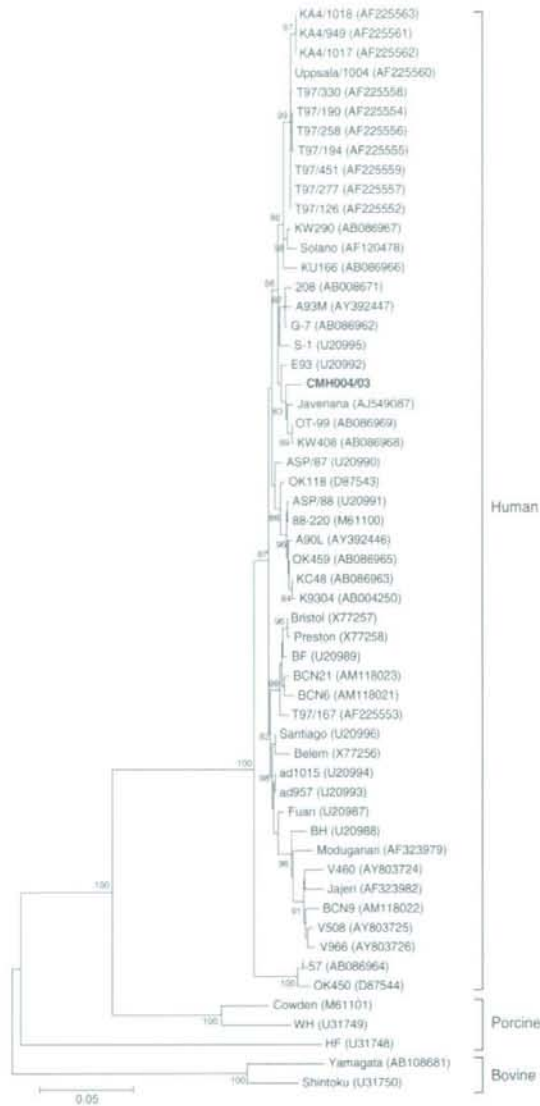 KA4/1018 (AF225563)
97
KA4/949 (AF225561)
KA4/1017 (AF225562)
Uppsala/1004 (AF225560)
T97/330 (AF225558)
T97/190 (AF225554)
99
T97/258 (AF225556)
T97/194 (AF225555)
T97/451 (AF225559)
T97/277 (AF225557)
T97/126 (AF225552)
KW290 (AB086967)
Solano (AF120478)
KU166 (AB086966)
208 (AB008671)
A93M (AY392447)
G-7 (AB086962)
S-1 (U20995)
E93 (U20992)
CMH004/03
Javeriana (AJ549087)
OT-99 (AB086969)
KW408 (AB086968)
ASP/87 (U20990)
OK118 (D87543)
ASP/88 (U20991)
88-220 (M61100)
A90L (AY392446)
OK459 (AB086965)
KC48 (AB086963)
K9304 (AB004250)
Human
Bristol (X77257)
Preston (X77258)
BF (U20989)
BCN21 (AM118023)
BCN6 (AM118021)
T97/167 (AF225553)
Santiago (U20996)
Belem (X77256)
100
ad1015 (U20994)
ad957 (U20993)
Fuari (U20987)
BH (U20988)
Moduganari (AF323979)
96
V460 (AY803724)
Jajeri (AF323982)
100
91
BCN9 (AM118022)
V508 (AY803725)
V966 (AY803726)
I-57 (AB086964)
100
OK450 (D87544)
Cowden (M61101)
100
WH (U31749)
Porcine
HF (U31748)
Yamagata (AB108681)
100
Shintoku (U31750)
Bovine
0.05